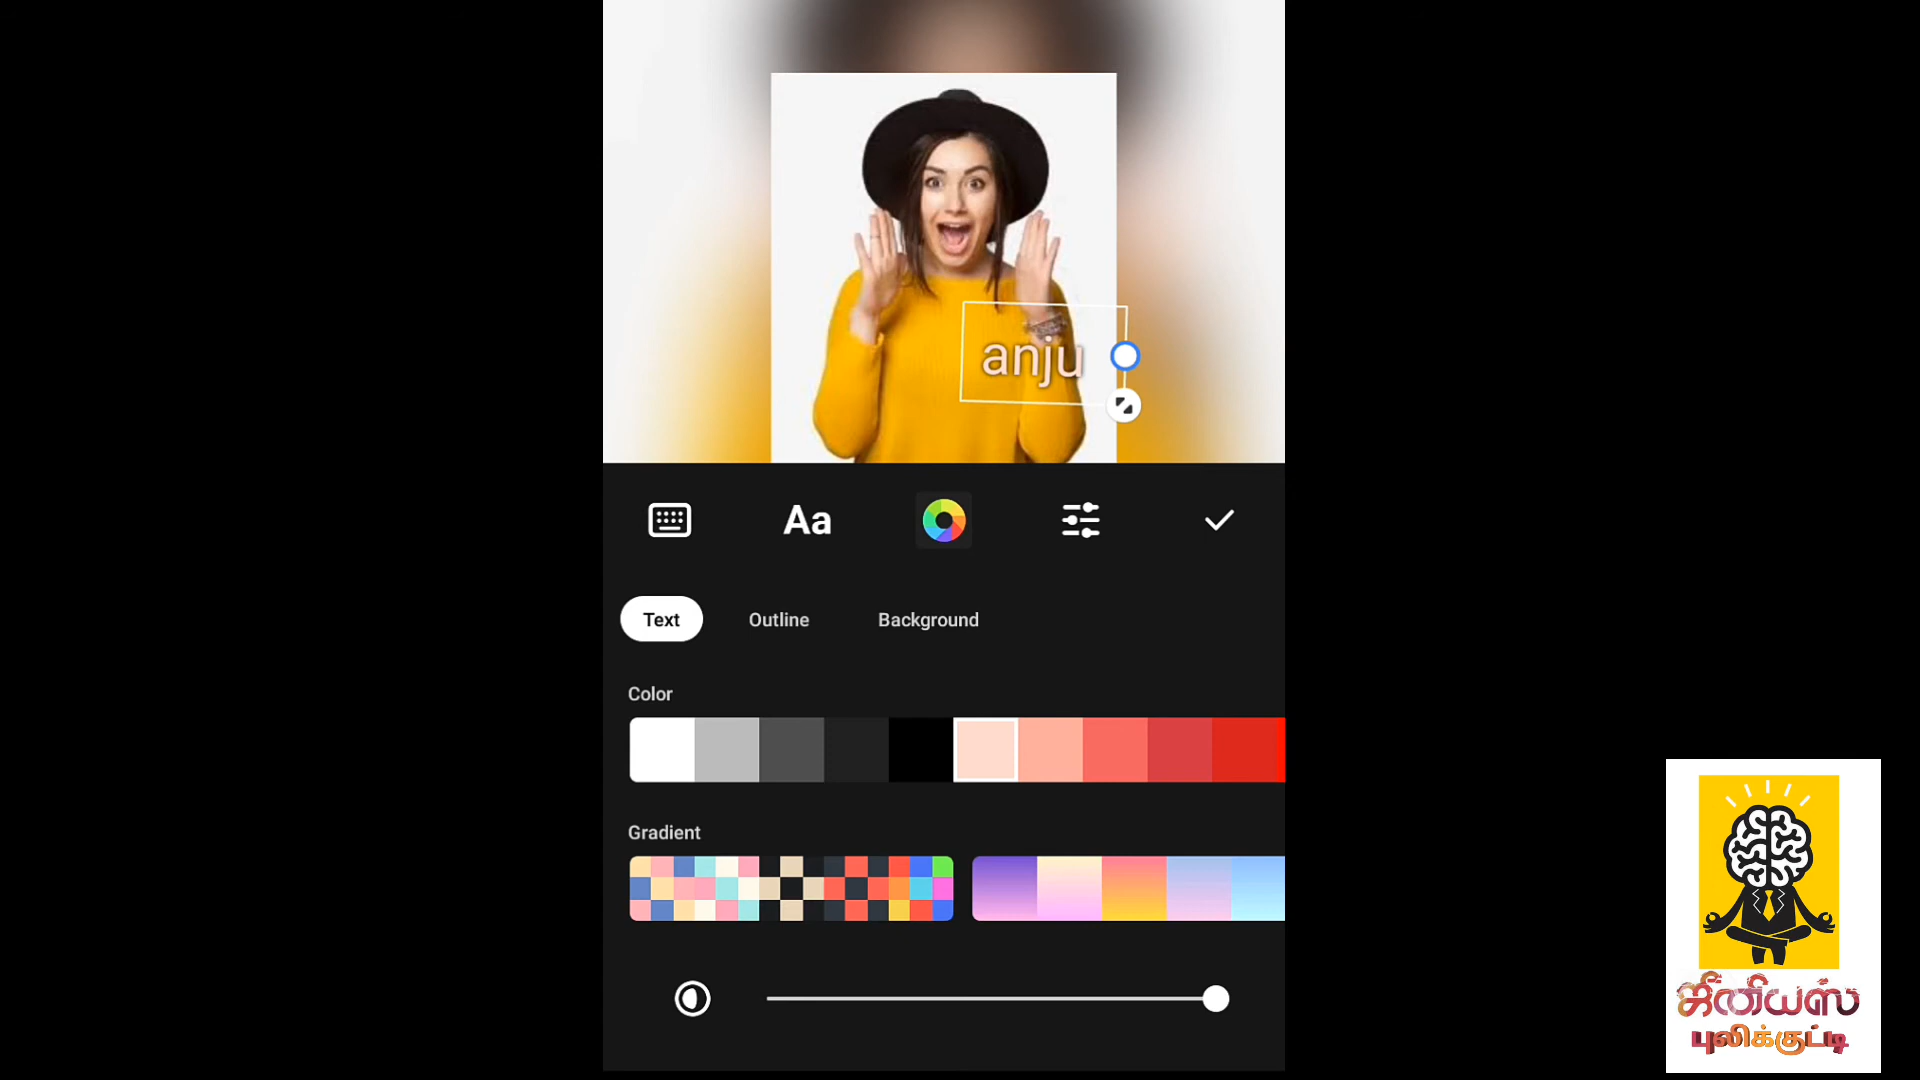 anju
Aa
Text Outline Background
Color
Gradient
ஜீனியஸ்
புலிக்குட்டி